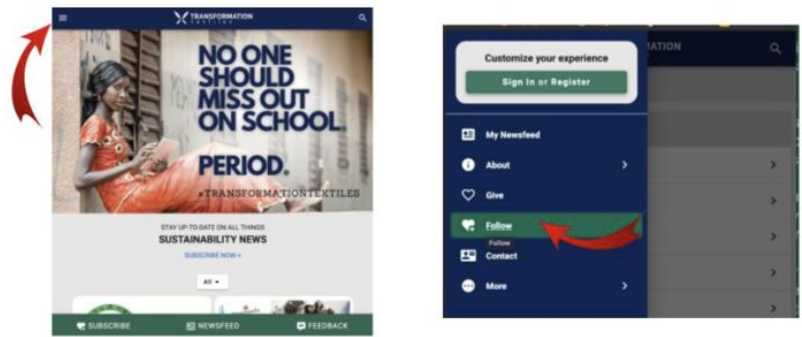 TRANSFORMATION
TEXTILES
NO ONE
SHOULD
MISS OUT
ON SCHOOL.
PERIOD.
#TRANSFORMATIONTEXTILES
STAY UP-TO-DATE ON ALL THINGS
SUSTAINABILITY NEWS
SUBSCRIBE NOW »
All
SUBSCRIBE
NEWSFEED
FEEDBACK
Customize your experience
Sign In or Register
MATION
My Newsfeed
About
Give
Follow
Follow
Contact
More